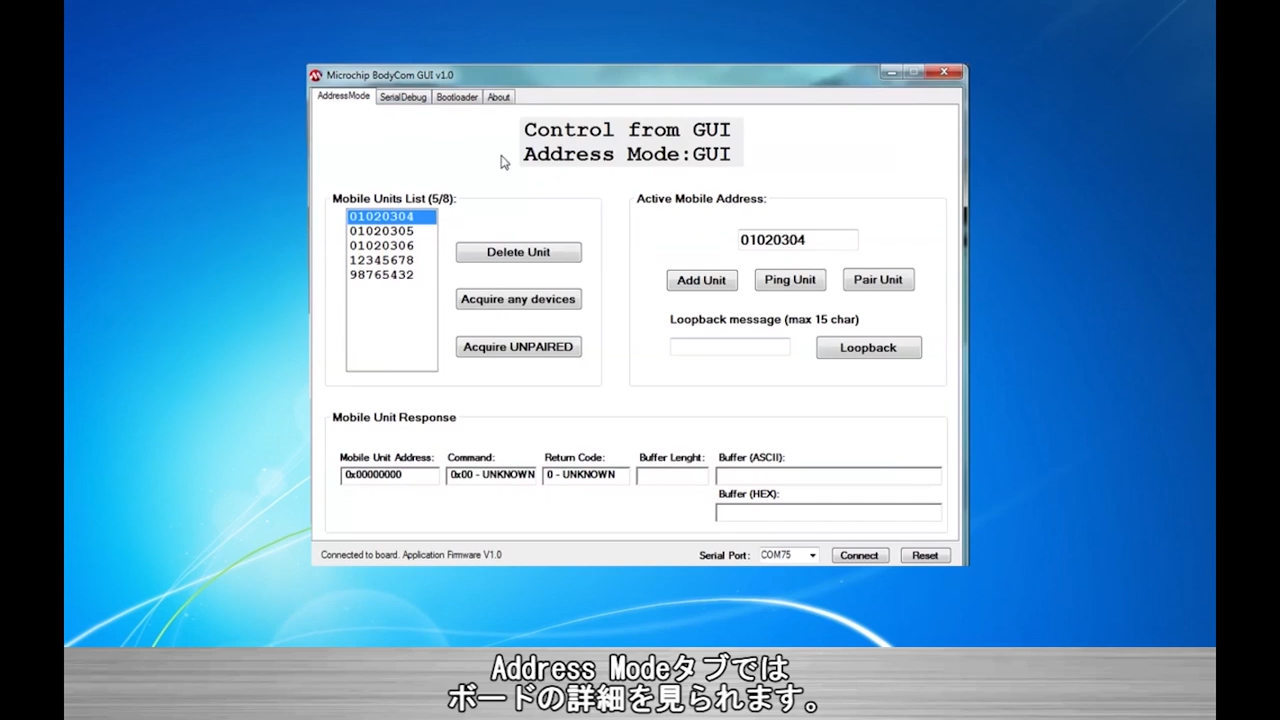 Microchip BodyCom GUI v1.0
AddressMode SerialDebug Bootloader About
Control from GUI
Address Mode:GUI
Mobile Units List (5/8):
01020304
01020305
01020306
12345678
98765432
Delete Unit
Acquire any devices
Acquire UNPAIRED
Active Mobile Address:
01020304
Add Unit Ping Unit Pair Unit
Loopback message (max 15 char)
Loopback
Mobile Unit Response
Mobile Unit Address: Command: Return Code: Buffer Lenght: Buffer (ASCII):
0x00000000 0x00 - UNKNOWN 0 - UNKNOWN
Buffer (HEX):
Connected to board. Application Firmware V1.0 Serial Port: COM75 Connect Reset
Address Modeタブでは
ボードの詳細を見られます。